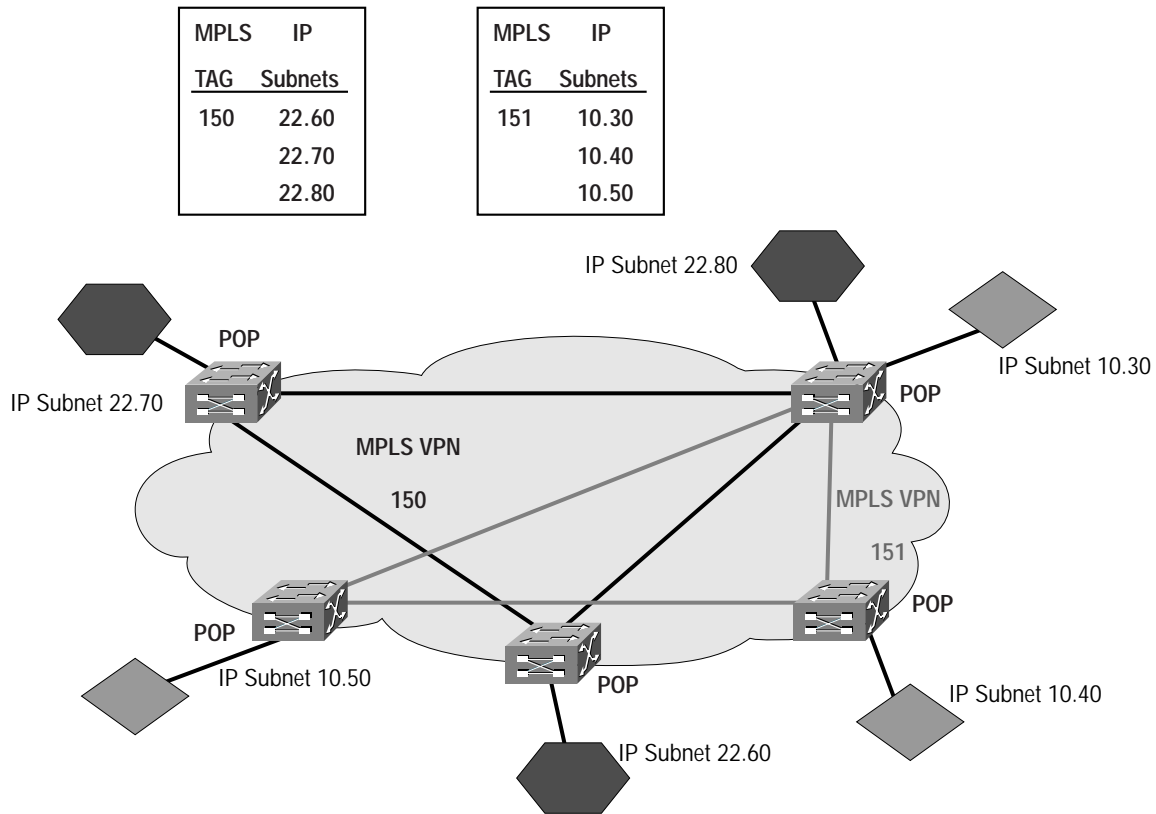 MPLS IP
TAG Subnets
150 22.60
22.70
22.80
MPLS IP
TAG Subnets
151 10.30
10.40
10.50
IP Subnet 22.80
POP
IP Subnet 10.30
IP Subnet 22.70
POP
MPLS VPN
150
MPLS VPN
151
POP
POP
IP Subnet 10.50
POP
IP Subnet 10.40
IP Subnet 22.60